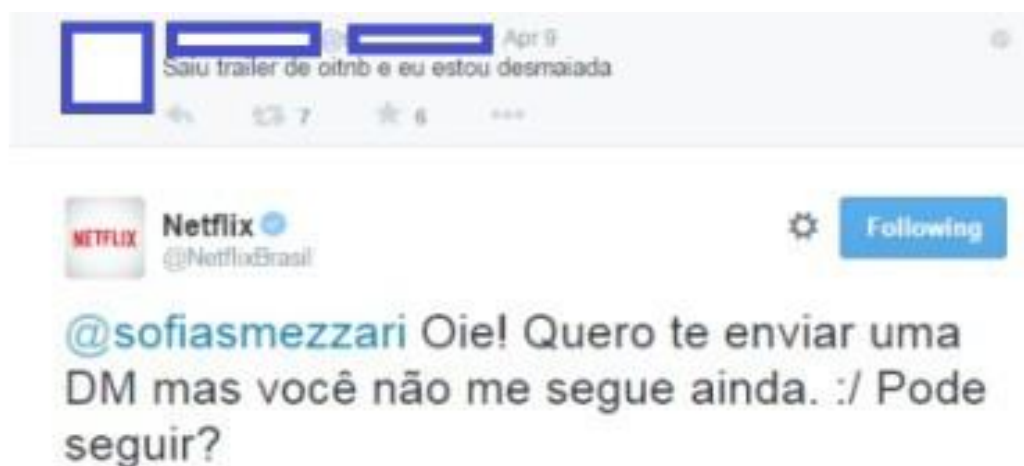 @ Apr 9
Saiu trailer de oitnb e eu estou desmaiada
7 6
NETFLIX Netflix
@NetflixBrasil
Following
@sofiasmezzari Oie! Quero te enviar uma
DM mas você não me segue ainda. :/ Pode
seguir?